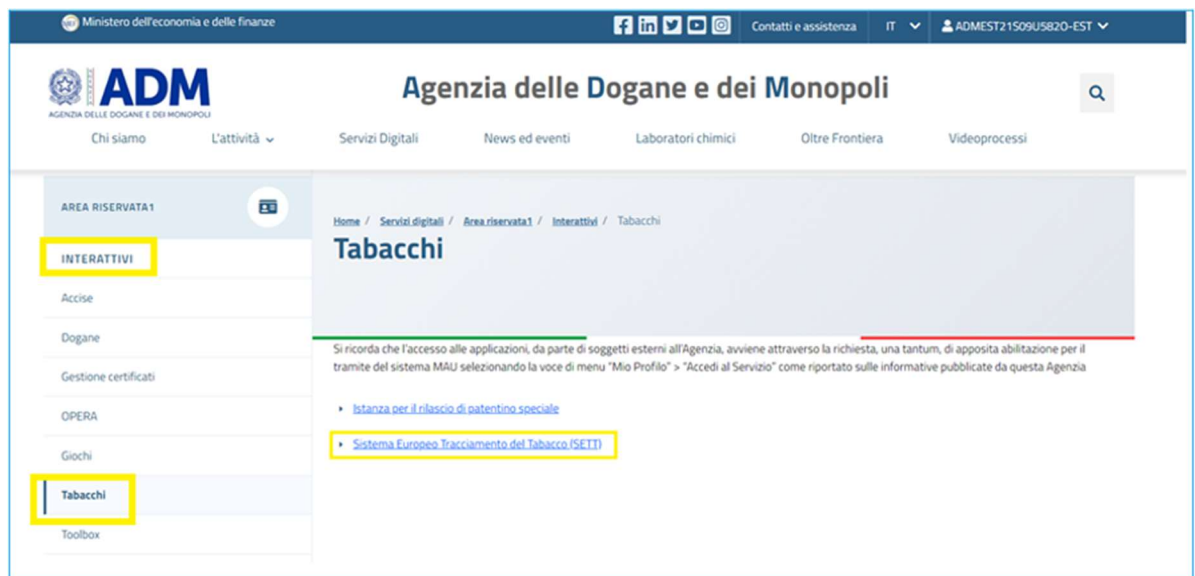 Ministero dell'economia e delle finanze
Contatti e assistenza
IT
ADMEST21S09U5820-EST
ADM
AGENZIA DELLE DOGANE E DEI MONOPOLI
Agenzia delle Dogane e dei Monopoli
Chi siamo
L'attività
Servizi Digitali
News ed eventi
Laboratori chimici
Oltre Frontiera
Videoprocessi
AREA RISERVATA1
INTERATTIVI
Accise
Dogane
Gestione certificati
OPERA
Giochi
Tabacchi
Toolbox
Home / Servizi digitali / Area riservata1 / Interattivi / Tabacchi
Tabacchi
Si ricorda che l'accesso alle applicazioni, da parte di soggetti esterni all'Agenzia, avviene attraverso la richiesta, una tantum, di apposita abilitazione per il
tramite del sistema MAU selezionando la voce di menu "Mio Profilo" > "Accedi al Servizio" come riportato sulle informative pubblicate da questa Agenzia
Istanza per il rilascio di patentino speciale
Sistema Europeo Tracciamento del Tabacco (SETT)